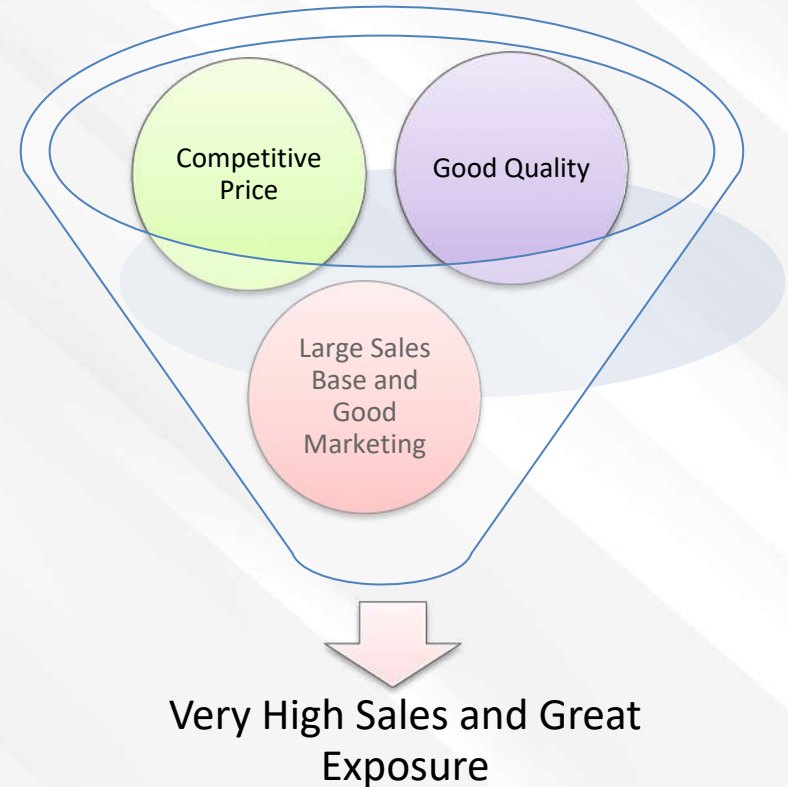 Competitive
Price
Good Quality
Large Sales
Base and
Good
Marketing
Very High Sales and Great
Exposure